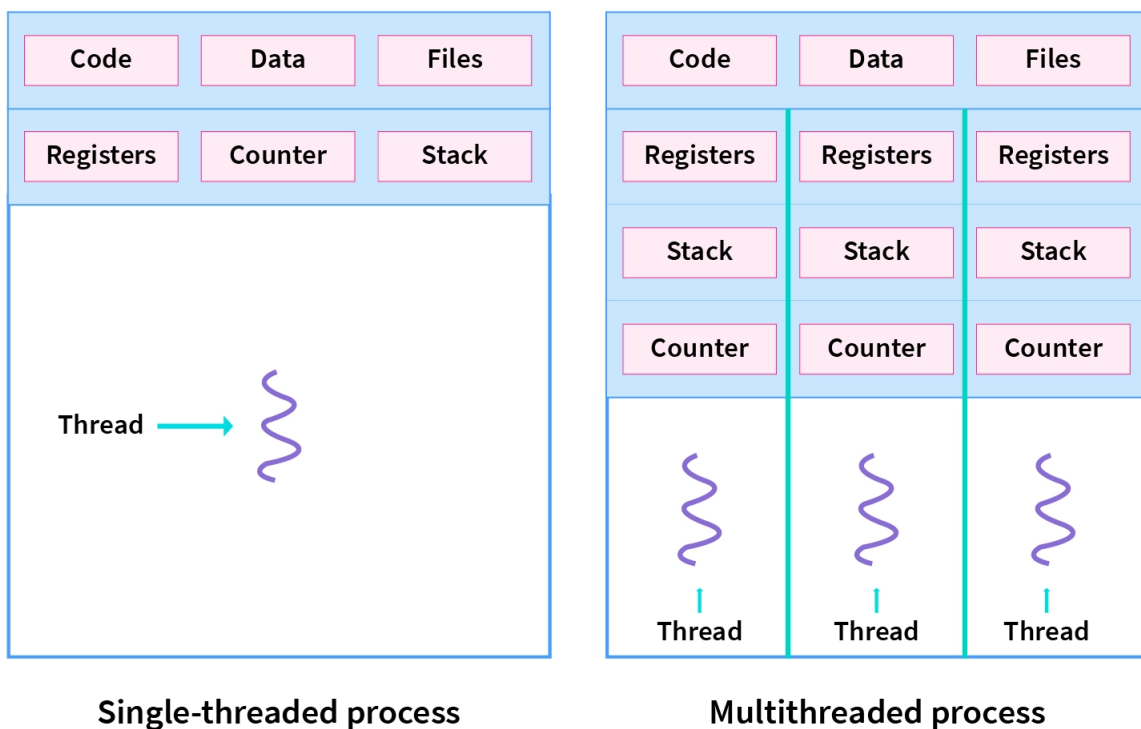 Code Data Files
Registers Counter Stack
Thread
Single-threaded process
Code Data Files
Registers Registers Registers
Stack Stack Stack
Counter Counter Counter
Thread Thread Thread
Multithreaded process